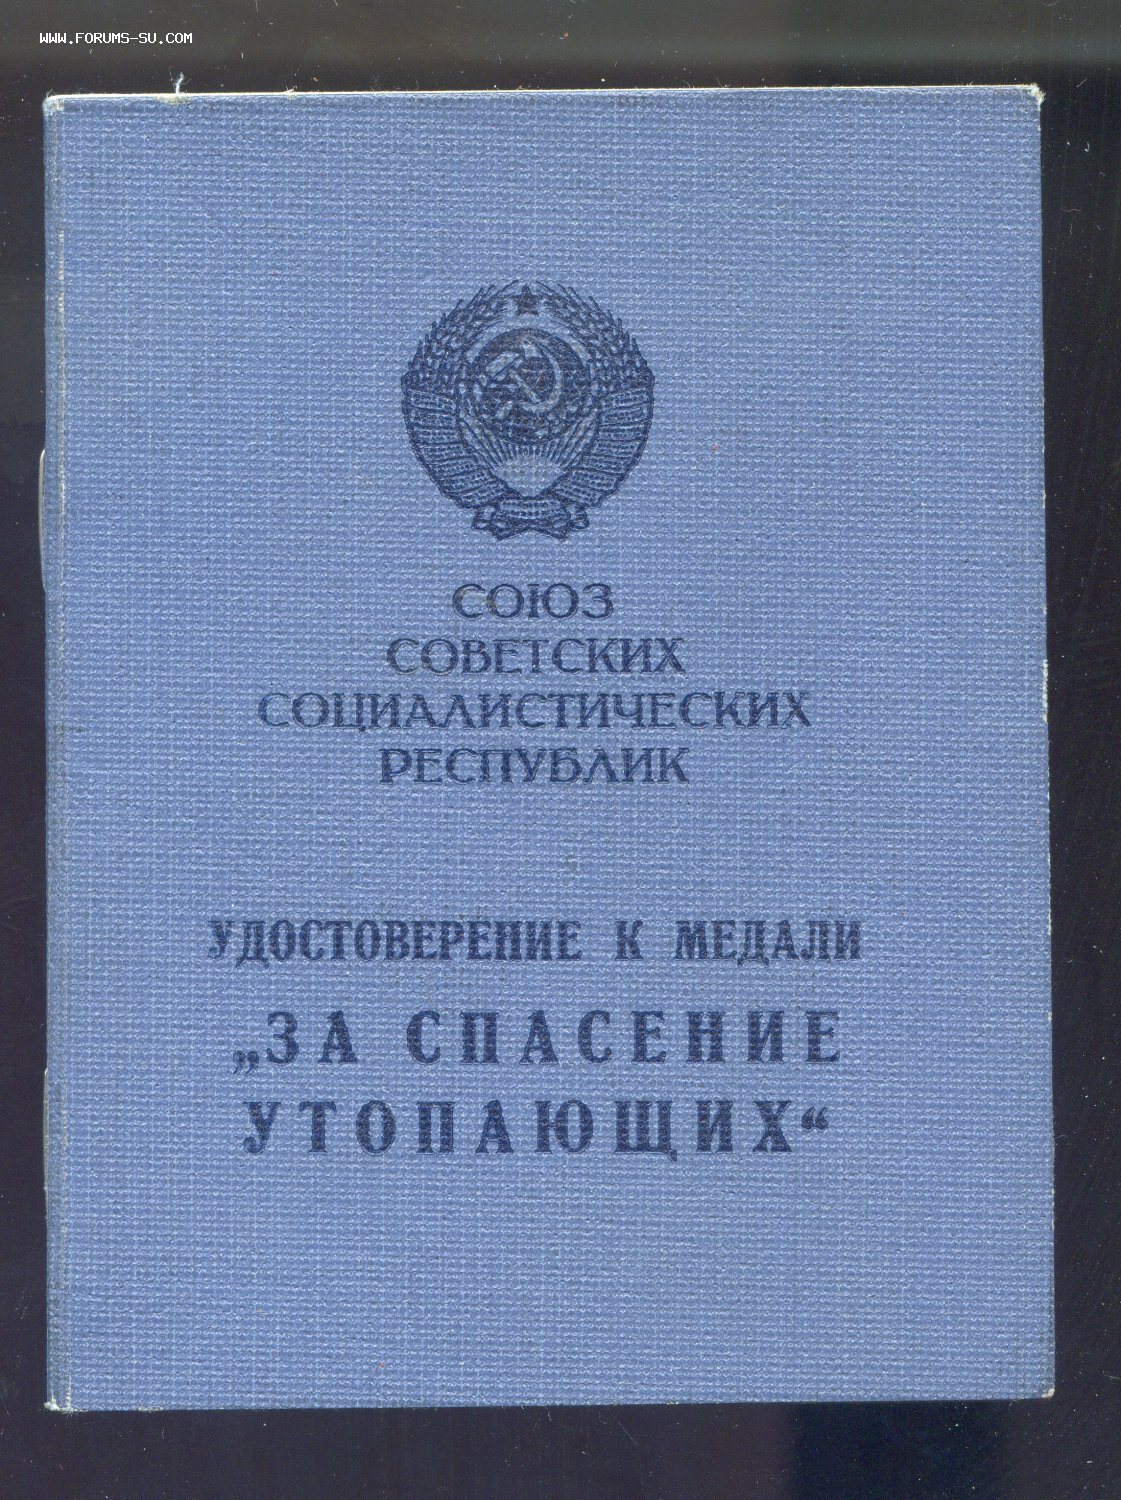 WWW.FORUMS-SU.COM
СОЮЗ
СОВЕТСКИХ
СОЦИАЛИСТИЧЕСКИХ
РЕСПУБЛИК
УДОСТОВЕРЕНИЕ К МЕДАЛИ
„ЗА СПАСЕНИЕ
УТОПАЮЩИХ“